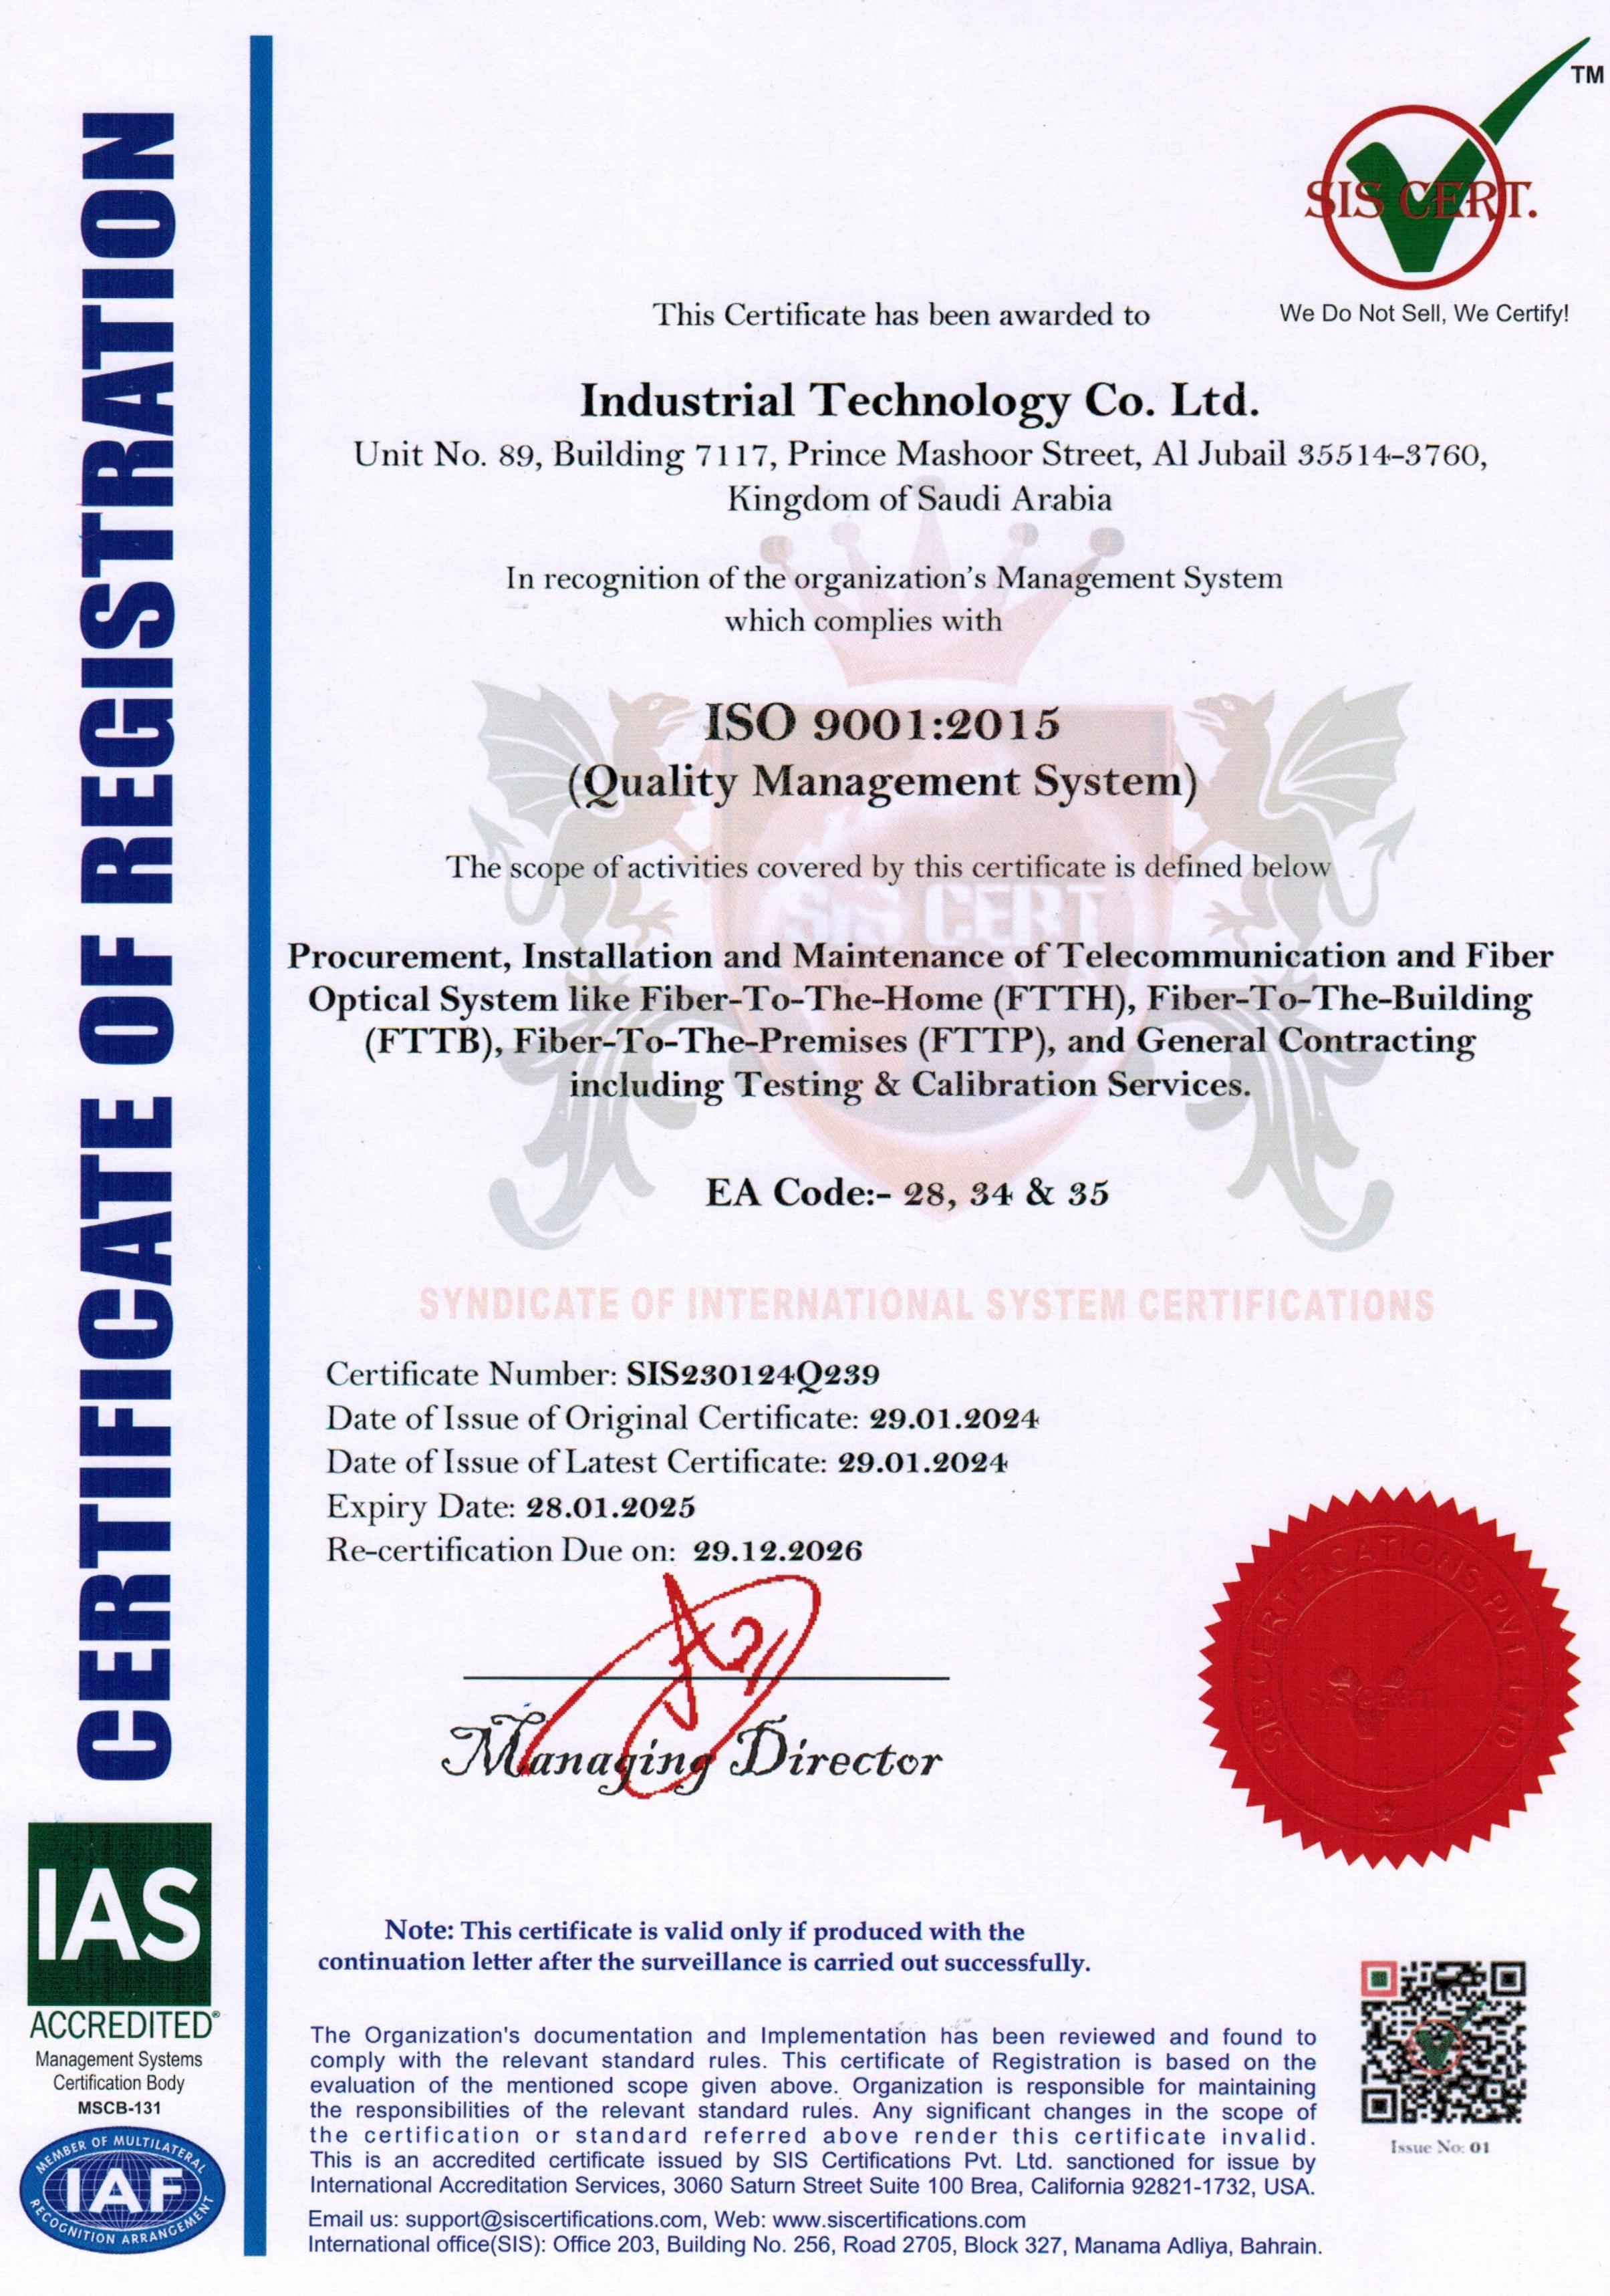 CERTIFICATE OF REGISTRATION
TM
SIS CERT.
We Do Not Sell, We Certify!
This Certificate has been awarded to
Industrial Technology Co. Ltd.
Unit No. 89, Building 7117, Prince Mashoor Street, Al Jubail 35514-3760,
Kingdom of Saudi Arabia
In recognition of the organization's Management System
which complies with
ISO 9001:2015
(Quality Management System)
The scope of activities covered by this certificate is defined below
SIS CERT
Procurement, Installation and Maintenance of Telecommunication and Fiber
Optical System like Fiber-To-The-Home (FTTH), Fiber-To-The-Building
(FTTB), Fiber-To-The-Premises (FTTP), and General Contracting
including Testing & Calibration Services.
EA Code:- 28, 34 & 35
SYNDICATE OF INTERNATIONAL SYSTEM CERTIFICATIONS
Certificate Number: SIS230124Q239
Date of Issue of Original Certificate: 29.01.2024
Date of Issue of Latest Certificate: 29.01.2024
Expiry Date: 28.01.2025
Re-certification Due on: 29.12.2026
Managing Director
SIS CERTIFICATIONS PVT LTD
SIS CERT
IAS
ACCREDITED®
Management Systems
Certification Body
MSCB-131
MEMBER OF MULTILATERAL
IAF
RECOGNITION ARRANGEMENT
Note: This certificate is valid only if produced with the
continuation letter after the surveillance is carried out successfully.
The Organization's documentation and Implementation has been reviewed and found to
comply with the relevant standard rules. This certificate of Registration is based on the
evaluation of the mentioned scope given above. Organization is responsible for maintaining
the responsibilities of the relevant standard rules. Any significant changes in the scope of
the certification or standard referred above render this certificate invalid.
This is an accredited certificate issued by SIS Certifications Pvt. Ltd. sanctioned for issue by
International Accreditation Services, 3060 Saturn Street Suite 100 Brea, California 92821-1732, USA.
Email us: support@siscertifications.com, Web: www.siscertifications.com
International office(SIS): Office 203, Building No. 256, Road 2705, Block 327, Manama Adliya, Bahrain.
Issue No: 01